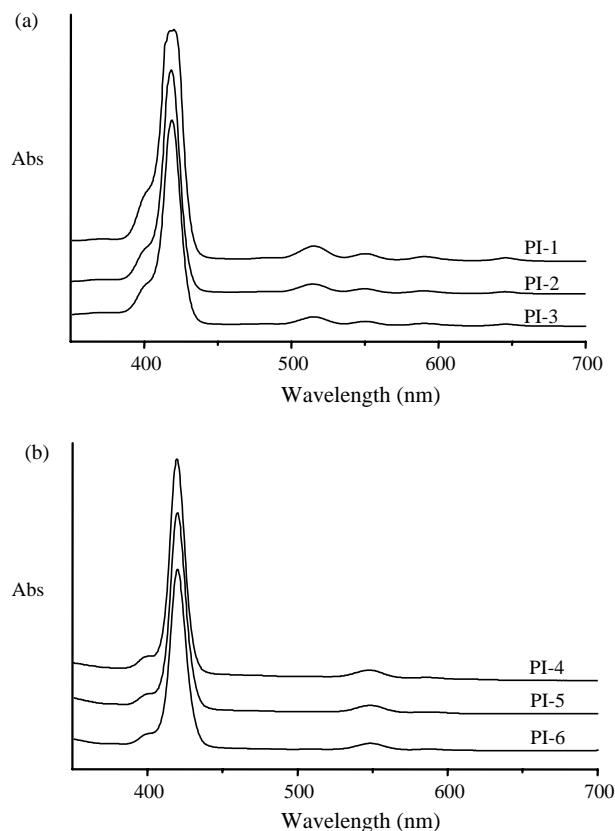 (a)
Abs
PI-1
PI-2
PI-3
400 500 600 700
Wavelength (nm)
(b)
Abs
PI-4
PI-5
PI-6
400 500 600 700
Wavelength (nm)